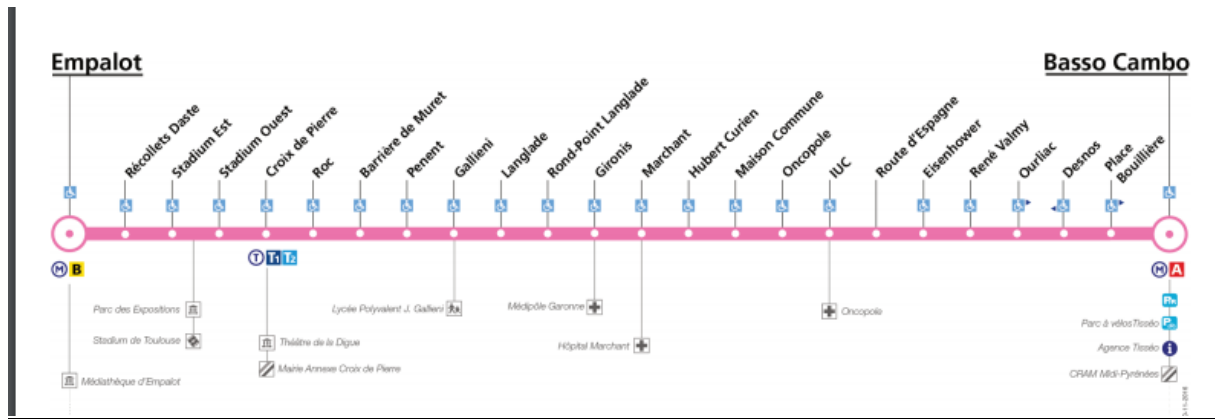 Empalot
Basso Cambo
Récollets Daste
Stadium Est
Stadium Ouest
Croix de Pierre
Roc
Barrière de Muret
Penent
Gallieni
Langlade
Rond-Point Langlade
Gironis
Marchant
Hubert Curien
Maison Commune
Oncopole
IUC
Route d'Espagne
Eisenhower
René Valmy
Ourliac
Desnos
Place
Bouillière
M B
T T1 T2
M A
Parc des Expositions
Stadium de Toulouse
Médiathèque d'Empalot
Théâtre de la Digue
Mairie Annexe Croix de Pierre
Lycée Polyvalent J. Gallieni
Médipôle Garonne
Hôpital Marchant
Oncopole
Parc à vélosTisséo
Agence Tisséo
CRAM Midi-Pyrénées